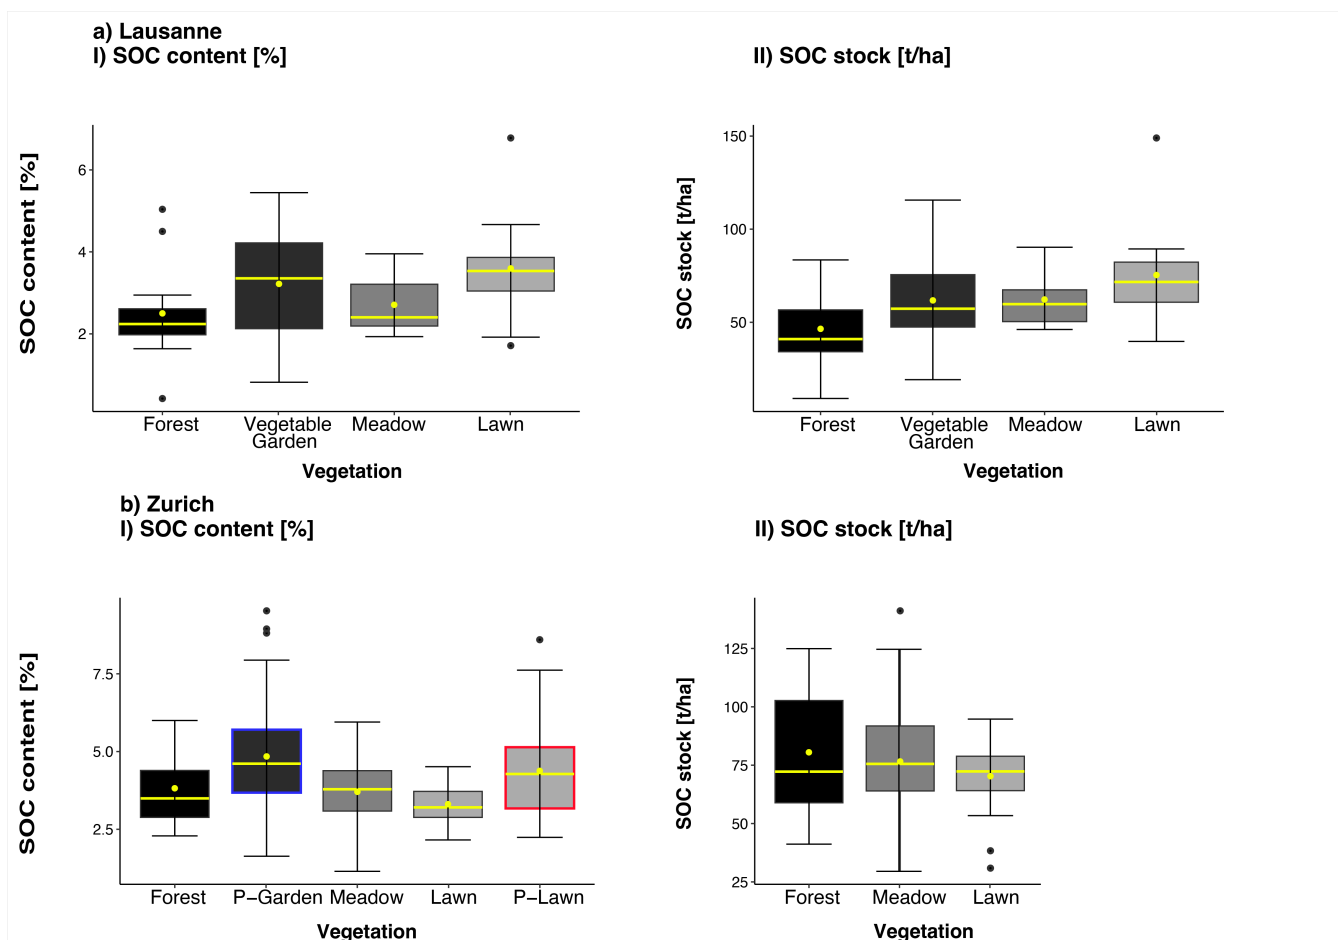 a) Lausanne
I) SOC content [%]
II) SOC stock [t/ha]
SOC content [%]
6
4
2
Forest
Vegetable
Garden
Meadow
Lawn
Vegetation
SOC stock [t/ha]
150
100
50
Forest
Vegetable
Garden
Meadow
Lawn
Vegetation
b) Zurich
I) SOC content [%]
II) SOC stock [t/ha]
SOC content [%]
7.5
5.0
2.5
Forest
P−Garden
Meadow
Lawn
P−Lawn
Vegetation
SOC stock [t/ha]
125
100
75
50
25
Forest
Meadow
Lawn
Vegetation